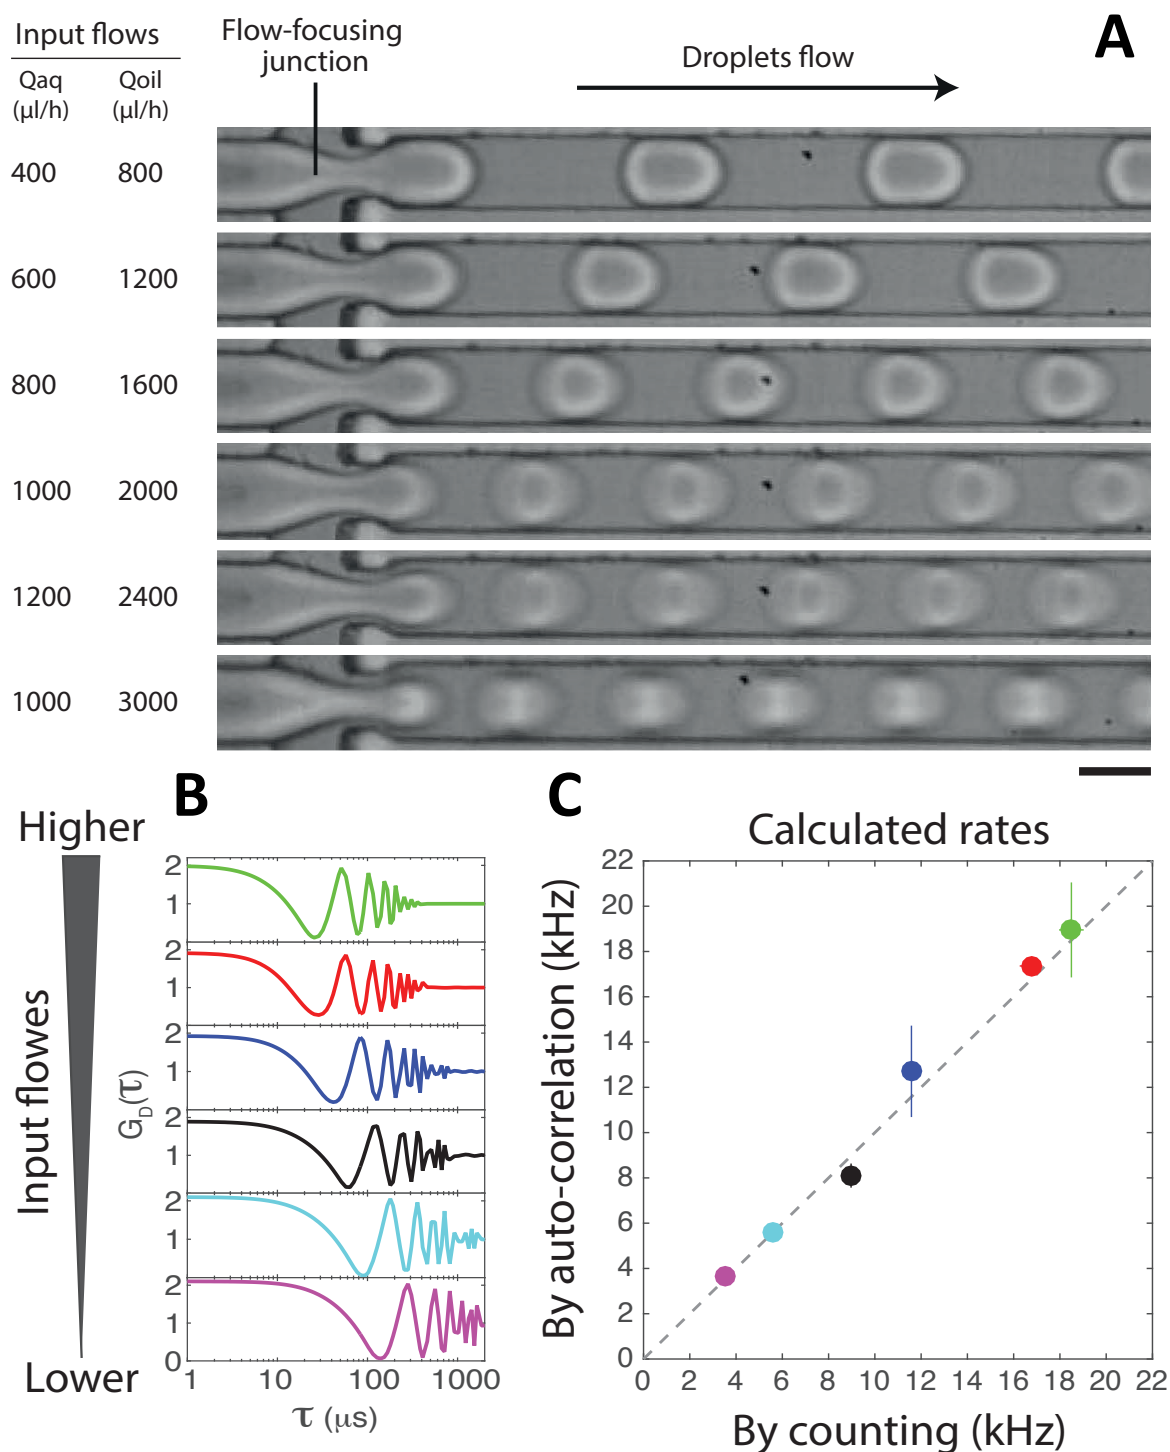 Input flows
Qaq Qoil
(µl/h) (µl/h)
Flow-focusing
junction
Droplets flow
A
400 800
600 1200
800 1600
1000 2000
1200 2400
1000 3000
B
Higher
Input flowes
Lower
G_D(τ)
2
1
2
1
2
1
2
1
2
1
2
1
0
1 10 100 1000
τ (µs)
C
Calculated rates
By auto-correlation (kHz)
22
20
18
16
14
12
10
8
6
4
2
0
0 2 4 6 8 10 12 14 16 18 20 22
By counting (kHz)